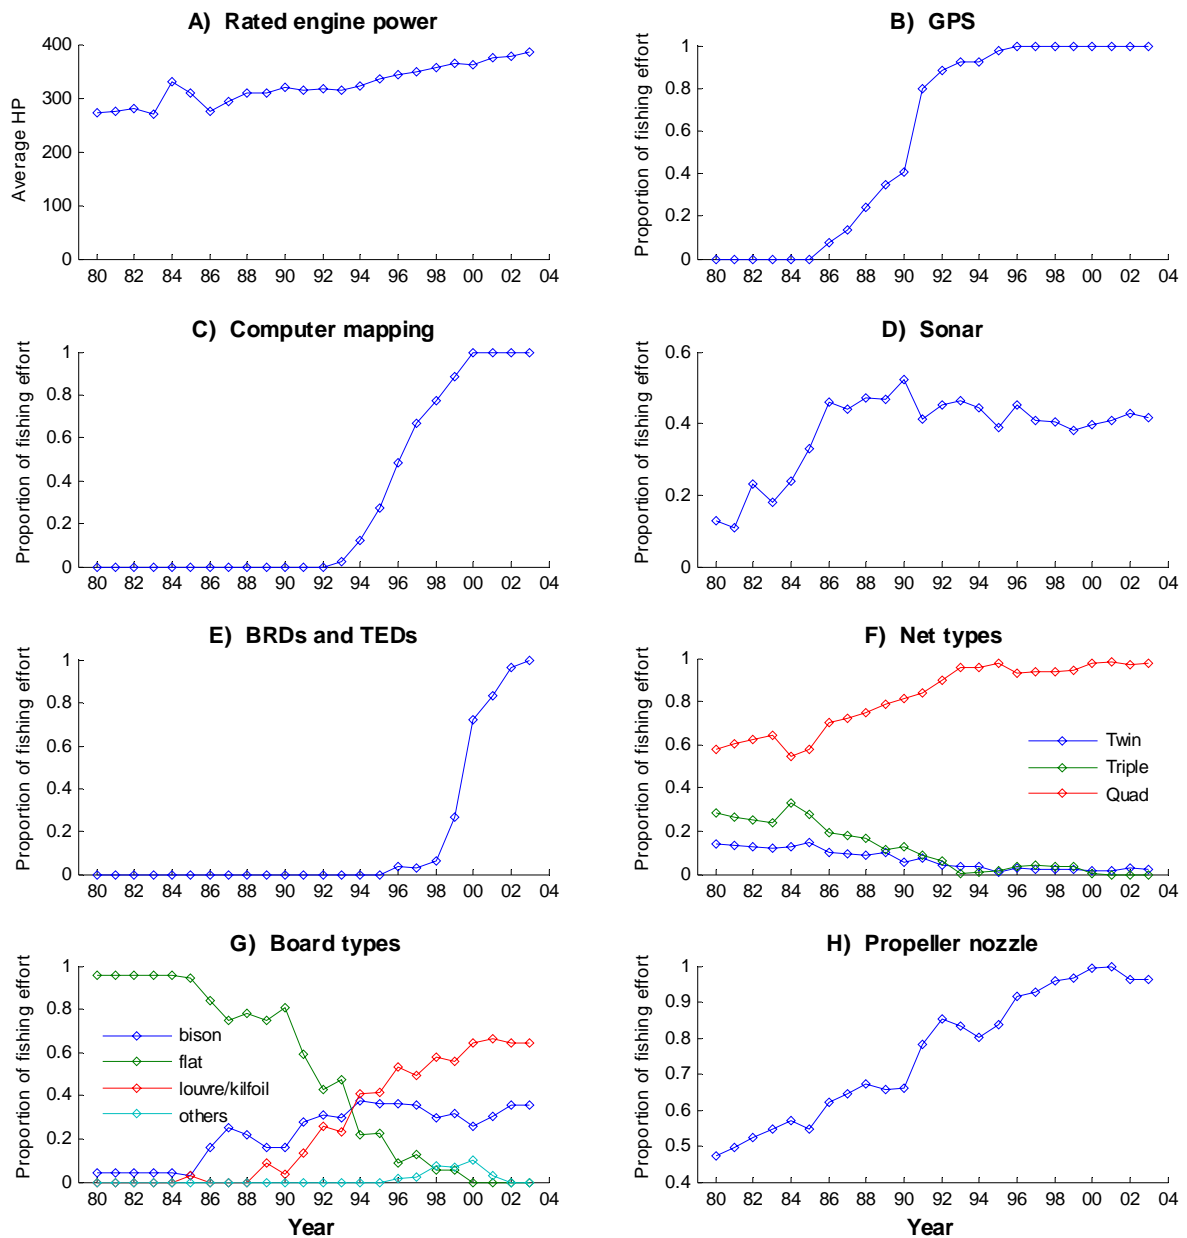 A) Rated engine power
Average HP
400
300
200
100
0
80 82 84 86 88 90 92 94 96 98 00 02 04
B) GPS
Proportion of fishing effort
1
0.8
0.6
0.4
0.2
0
80 82 84 86 88 90 92 94 96 98 00 02 04
C) Computer mapping
Proportion of fishing effort
1
0.8
0.6
0.4
0.2
0
80 82 84 86 88 90 92 94 96 98 00 02 04
D) Sonar
Proportion of fishing effort
0.6
0.4
0.2
0
80 82 84 86 88 90 92 94 96 98 00 02 04
E) BRDs and TEDs
Proportion of fishing effort
1
0.8
0.6
0.4
0.2
0
80 82 84 86 88 90 92 94 96 98 00 02 04
F) Net types
Proportion of fishing effort
1
0.8
0.6
0.4
0.2
0
Twin
Triple
Quad
80 82 84 86 88 90 92 94 96 98 00 02 04
G) Board types
Proportion of fishing effort
1
0.8
0.6
0.4
0.2
0
bison
flat
louvre/kilfoil
others
80 82 84 86 88 90 92 94 96 98 00 02 04
Year
H) Propeller nozzle
Proportion of fishing effort
1
0.9
0.8
0.7
0.6
0.5
0.4
80 82 84 86 88 90 92 94 96 98 00 02 04
Year